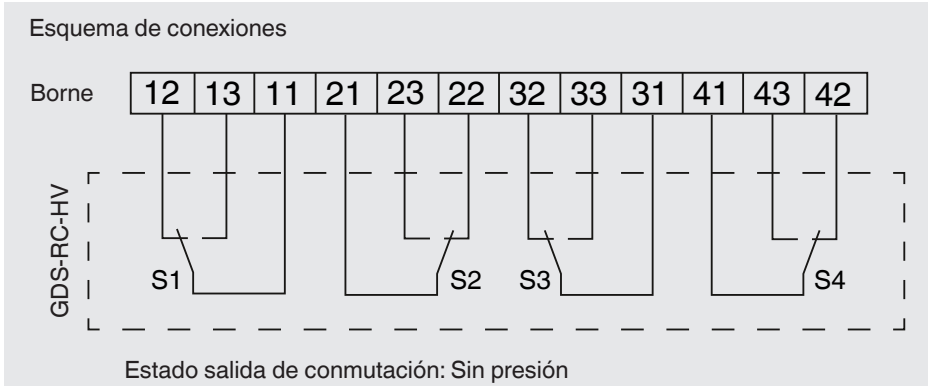 Esquema de conexiones
Borne 12 13 11 21 23 22 32 33 31 41 43 42
GDS-RC-HV
S1 S2 S3 S4
Estado salida de conmutación: Sin presión